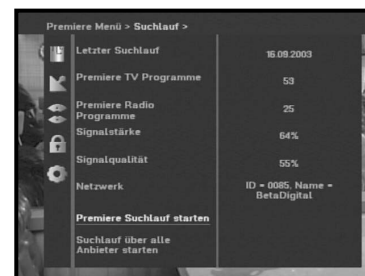 Premiere Menü > Suchlauf >
Letzter Suchlauf
16.09.2003
Premiere TV Programme
53
Premiere Radio
Programme
25
Signalstärke
64%
Signalqualität
55%
Netzwerk
ID = 0085, Name =
BetaDigital
Premiere Suchlauf starten
Suchlauf über alle
Anbieter starten